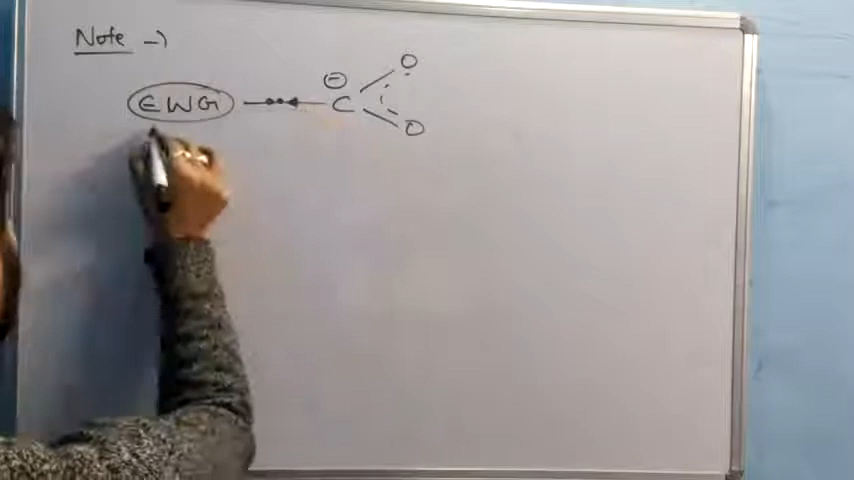 Note →
EWG C ⊖ O
O